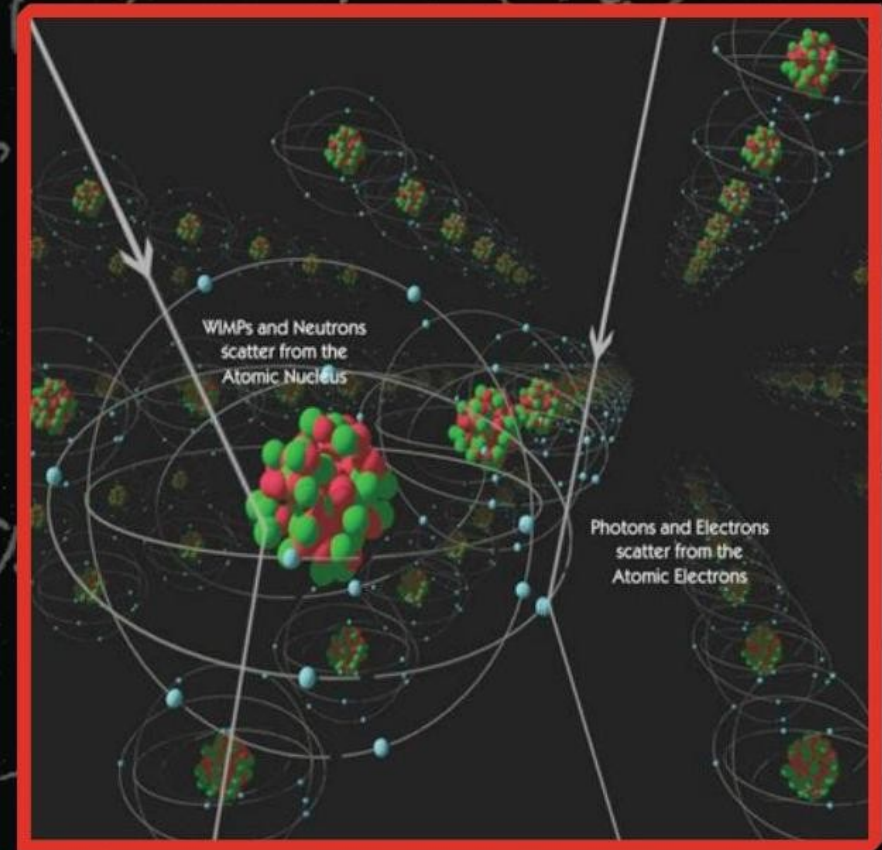 WIMPs and Neutrons
scatter from the
Atomic Nucleus
Photons and Electrons
scatter from the
Atomic Electrons